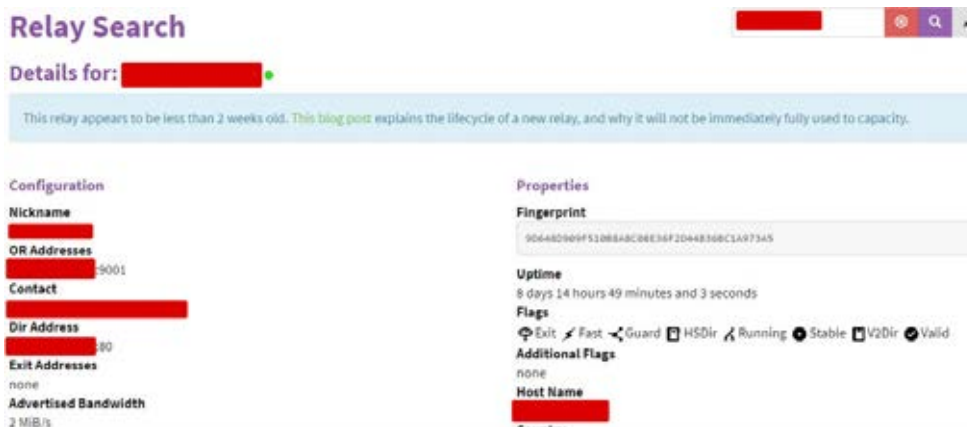 Relay Search
Details for:
This relay appears to be less than 2 weeks old. This blog post explains the lifecycle of a new relay, and why it will not be immediately fully used to capacity.
Configuration
Nickname
OR Addresses
:9001
Contact
Dir Address
:80
Exit Addresses
none
Advertised Bandwidth
2 MiB/s
Properties
Fingerprint
Uptime
8 days 14 hours 49 minutes and 3 seconds
Flags
Exit Fast Guard HSDir Running Stable V2Dir Valid
Additional Flags
none
Host Name